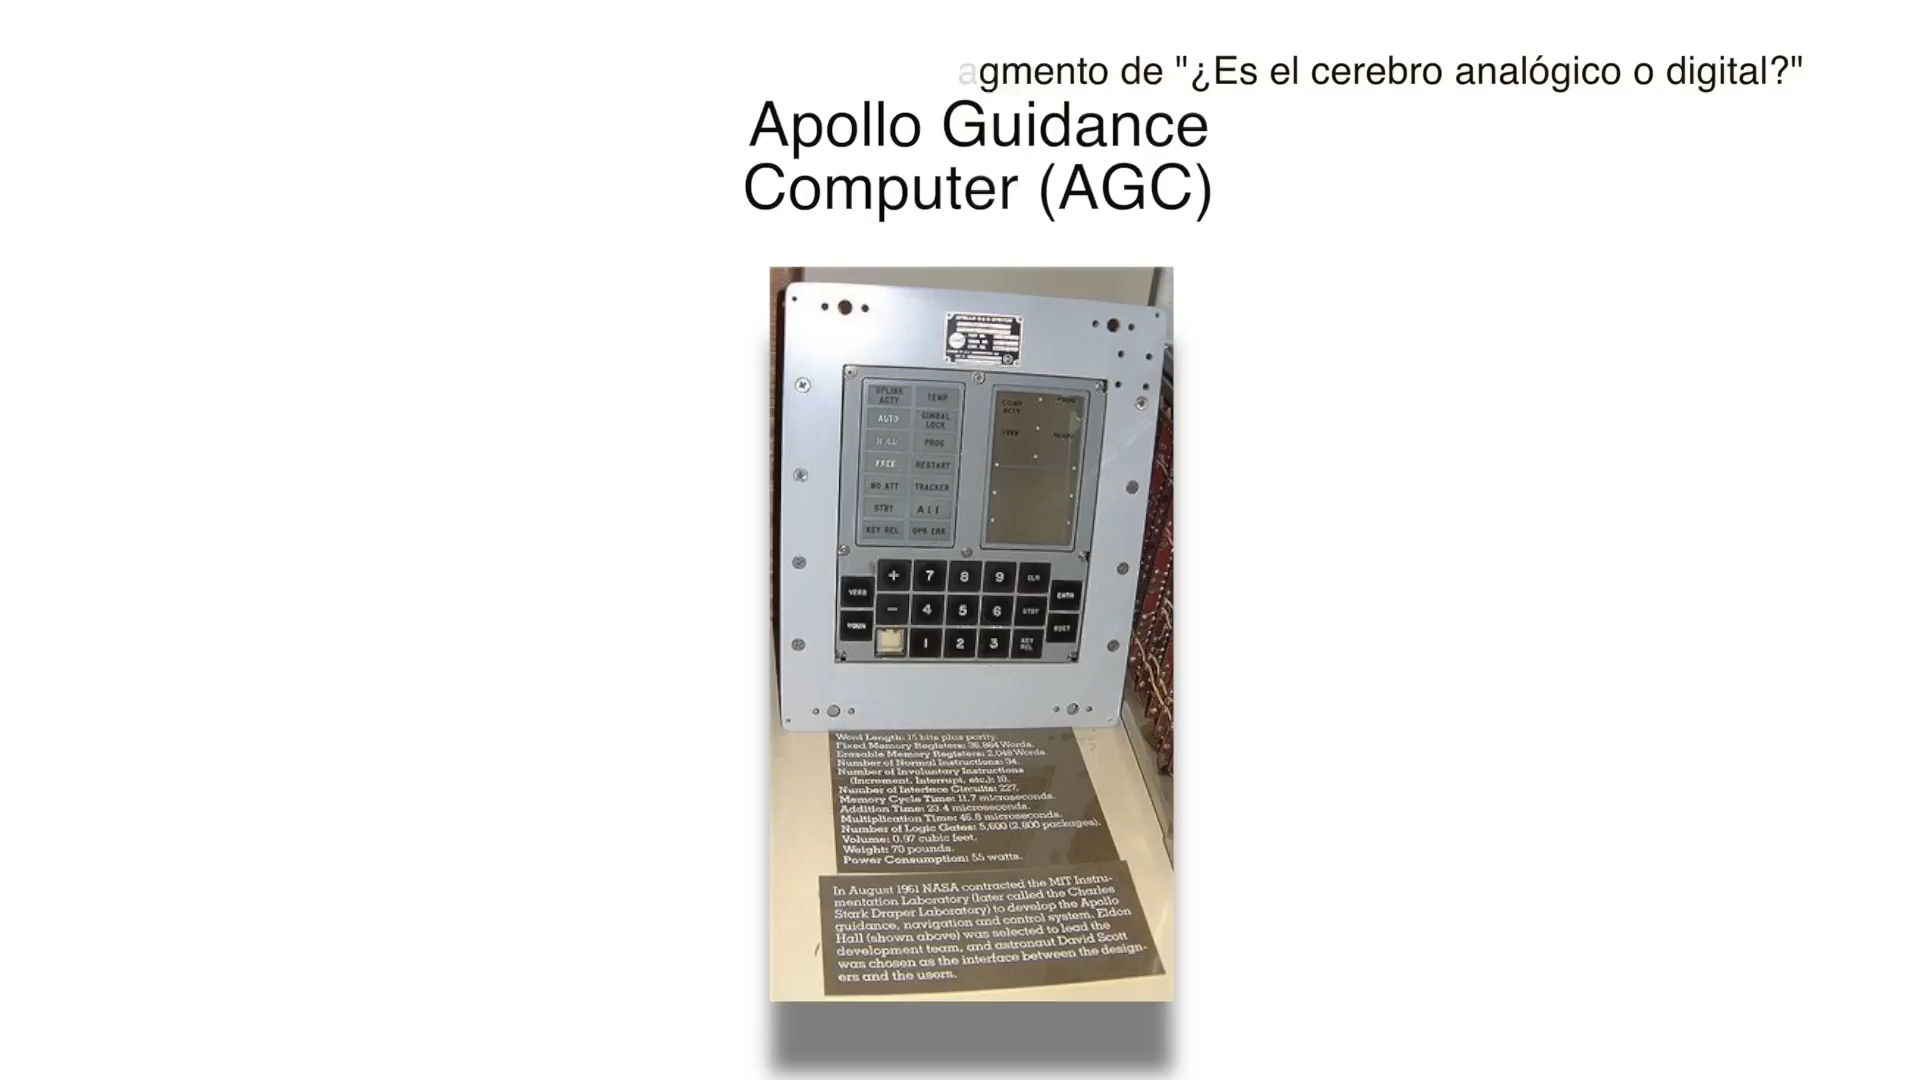 agmento de "¿Es el cerebro analógico o digital?"
Apollo Guidance
Computer (AGC)
UPLINK
ACTY
TEMP
AUTO
GIMBAL
LOCK
HOLD
PROG
FREE
RESTART
NO ATT
TRACKER
STBY
KEY REL
OPR ERR
COMP
ACTY
PROG
VERB
NOUN
+ 7 8 9 CLR
VERB
ENTR
- 4 5 6 STBY
NOUN
RSET
1 2 3 KEY
REL
Word Length: 15 bits plus parity.
Fixed Memory Registers: 36,864 Words.
Erasable Memory Registers: 2,048 Words.
Number of Normal Instructions: 34.
Number of Involuntary Instructions
(Increment, Interrupt, etc.): 10.
Number of Interface Circuits: 227.
Memory Cycle Time: 11.7 microseconds.
Addition Time: 23.4 microseconds.
Multiplication Time: 46.8 microseconds.
Number of Logic Gates: 5,600 (2,800 packages).
Volume: 0.97 cubic feet.
Weight: 70 pounds.
Power Consumption: 55 watts.
In August 1961 NASA contracted the MIT Instru-
mentation Laboratory (later called the Charles
Stark Draper Laboratory) to develop the Apollo
guidance, navigation and control system. Eldon
Hall (shown above) was selected to lead the
development team, and astronaut David Scott
was chosen as the interface between the design-
ers and the users.